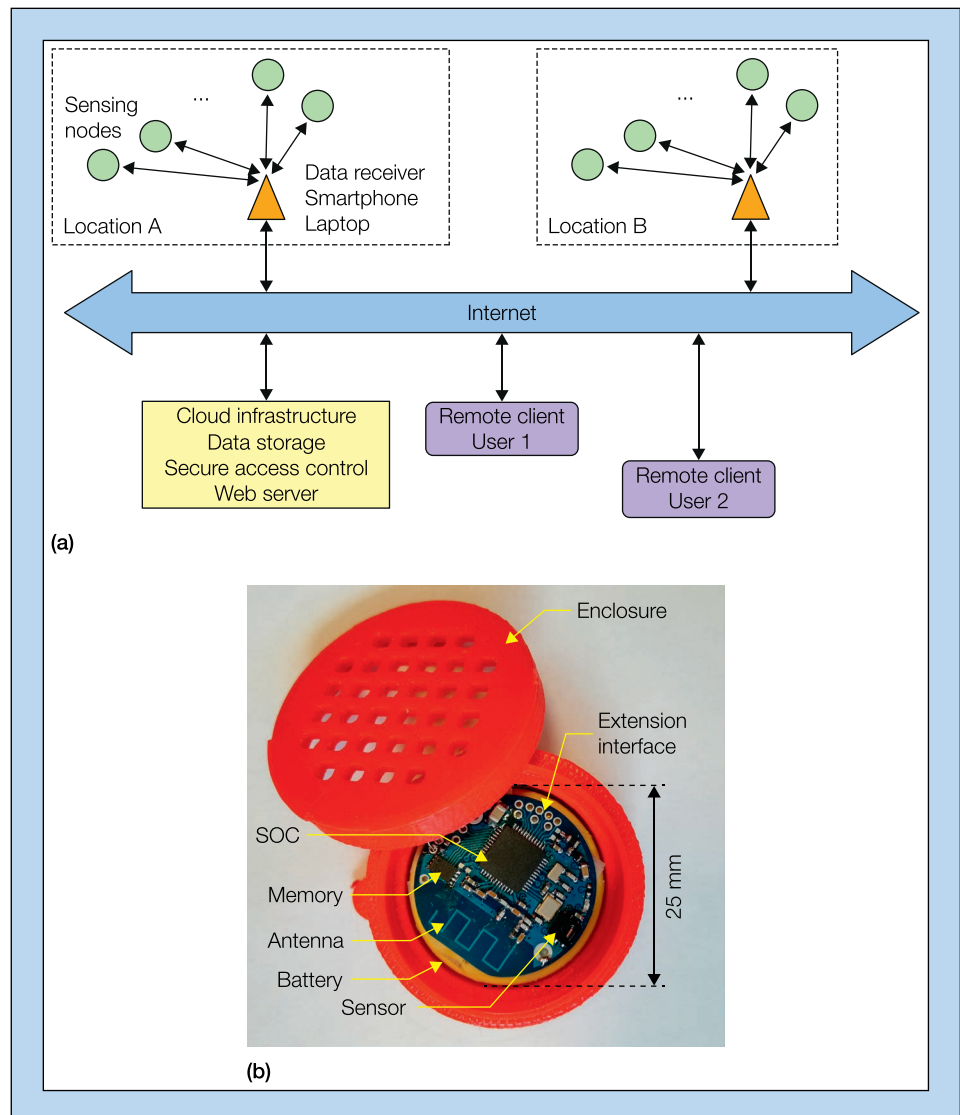 ...
Sensing
nodes
Data receiver
Smartphone
Laptop
Location A
...
Location B
Internet
Cloud infrastructure
Data storage
Secure access control
Web server
Remote client
User 1
Remote client
User 2
(a)
Enclosure
Extension
interface
SOC
Memory
Antenna
Battery
Sensor
25 mm
(b)